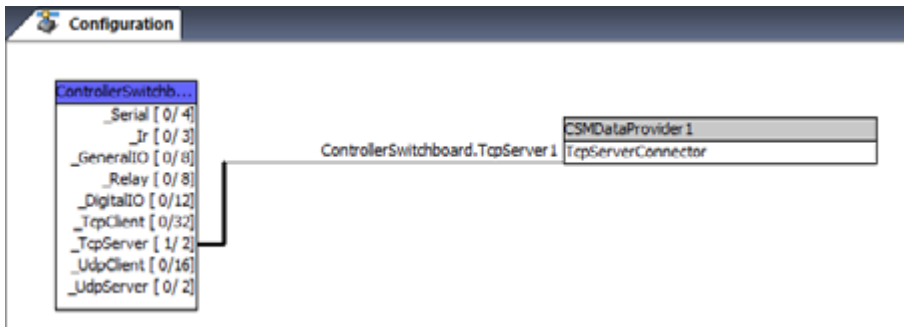 Configuration
ControllerSwitchb...
_Serial [ 0/ 4]
_Ir [ 0/ 3]
_GeneralIO [ 0/ 8]
_Relay [ 0/ 8]
_DigitalIO [ 0/12]
_TcpClient [ 0/32]
_TcpServer [ 1/ 2]
_UdpClient [ 0/16]
_UdpServer [ 0/ 2]
CSMDataProvider1
ControllerSwitchboard.TcpServer1 TcpServerConnector